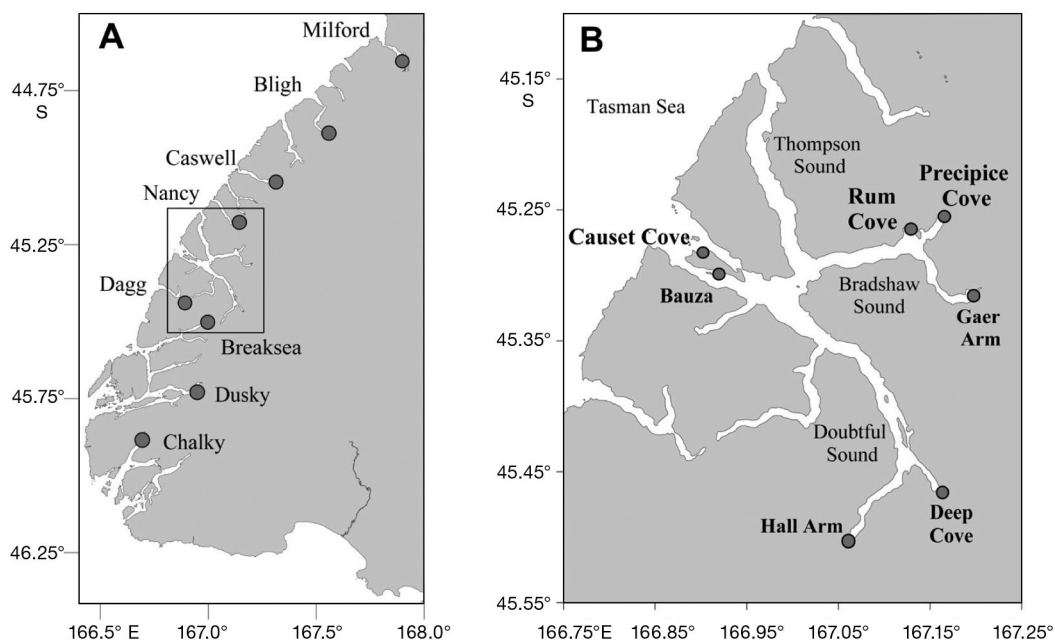 A
Milford
Bligh
Caswell
Nancy
Dagg
Breaksea
Dusky
Chalky
44.75°
S
45.25°
45.75°
46.25°
166.5° E
167.0°
167.5°
168.0°
B
Tasman Sea
Thompson
Sound
Precipice
Cove
Rum
Cove
Causet Cove
Bauza
Bradshaw
Sound
Gaer
Arm
Doubtful
Sound
Hall Arm
Deep
Cove
45.15°
S
45.25°
45.35°
45.45°
45.55°
166.75° E
166.85°
166.95°
167.05°
167.15°
167.25°